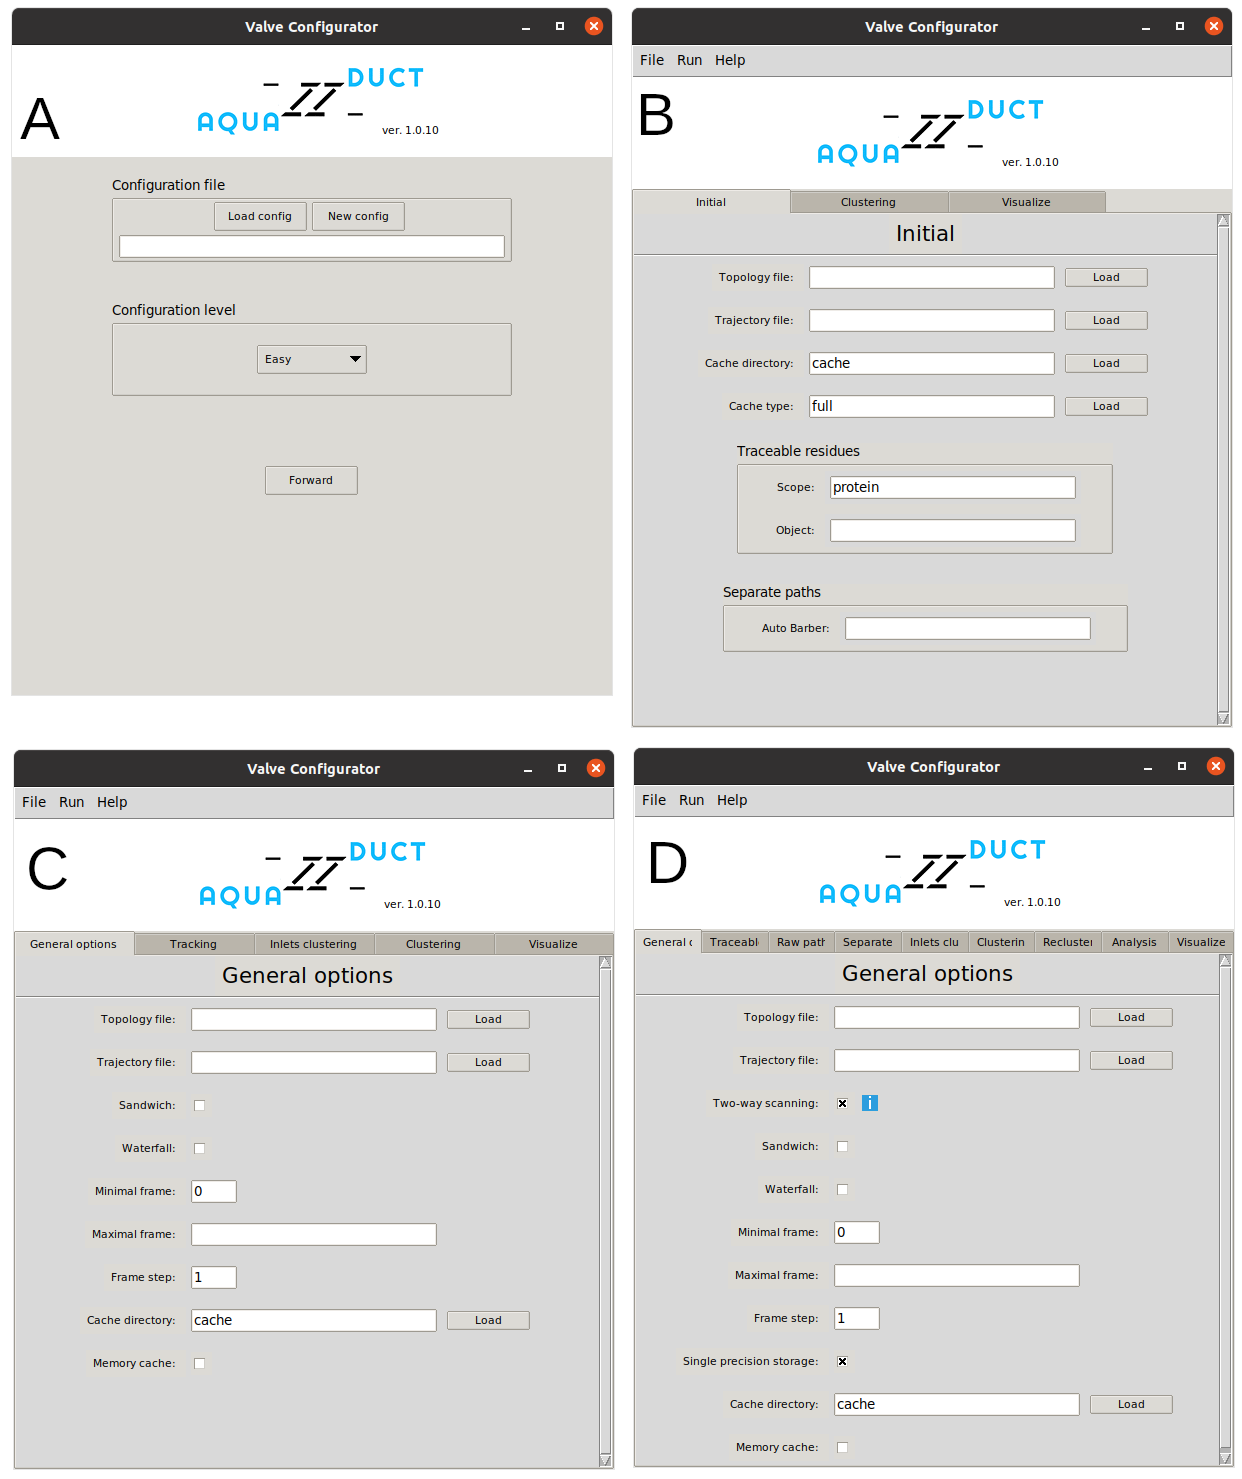 Valve Configurator
A
AQUA DUCT
ver. 1.0.10
Configuration file
Load config New config
Configuration level
Easy
Forward
Valve Configurator
File Run Help
B
AQUA DUCT
ver. 1.0.10
Initial Clustering Visualize
Initial
Topology file: Load
Trajectory file: Load
Cache directory: cache Load
Cache type: full Load
Traceable residues
Scope: protein
Object:
Separate paths
Auto Barber:
Valve Configurator
File Run Help
C
AQUA DUCT
ver. 1.0.10
General options Tracking Inlets clustering Clustering Visualize
General options
Topology file: Load
Trajectory file: Load
Sandwich:
Waterfall:
Minimal frame: 0
Maximal frame:
Frame step: 1
Cache directory: cache Load
Memory cache:
Valve Configurator
File Run Help
D
AQUA DUCT
ver. 1.0.10
General o Traceabl Raw path Separate Inlets clu Clusterin Recluster Analysis Visualize
General options
Topology file: Load
Trajectory file: Load
Two-way scanning: i
Sandwich:
Waterfall:
Minimal frame: 0
Maximal frame:
Frame step: 1
Single precision storage:
Cache directory: cache Load
Memory cache: